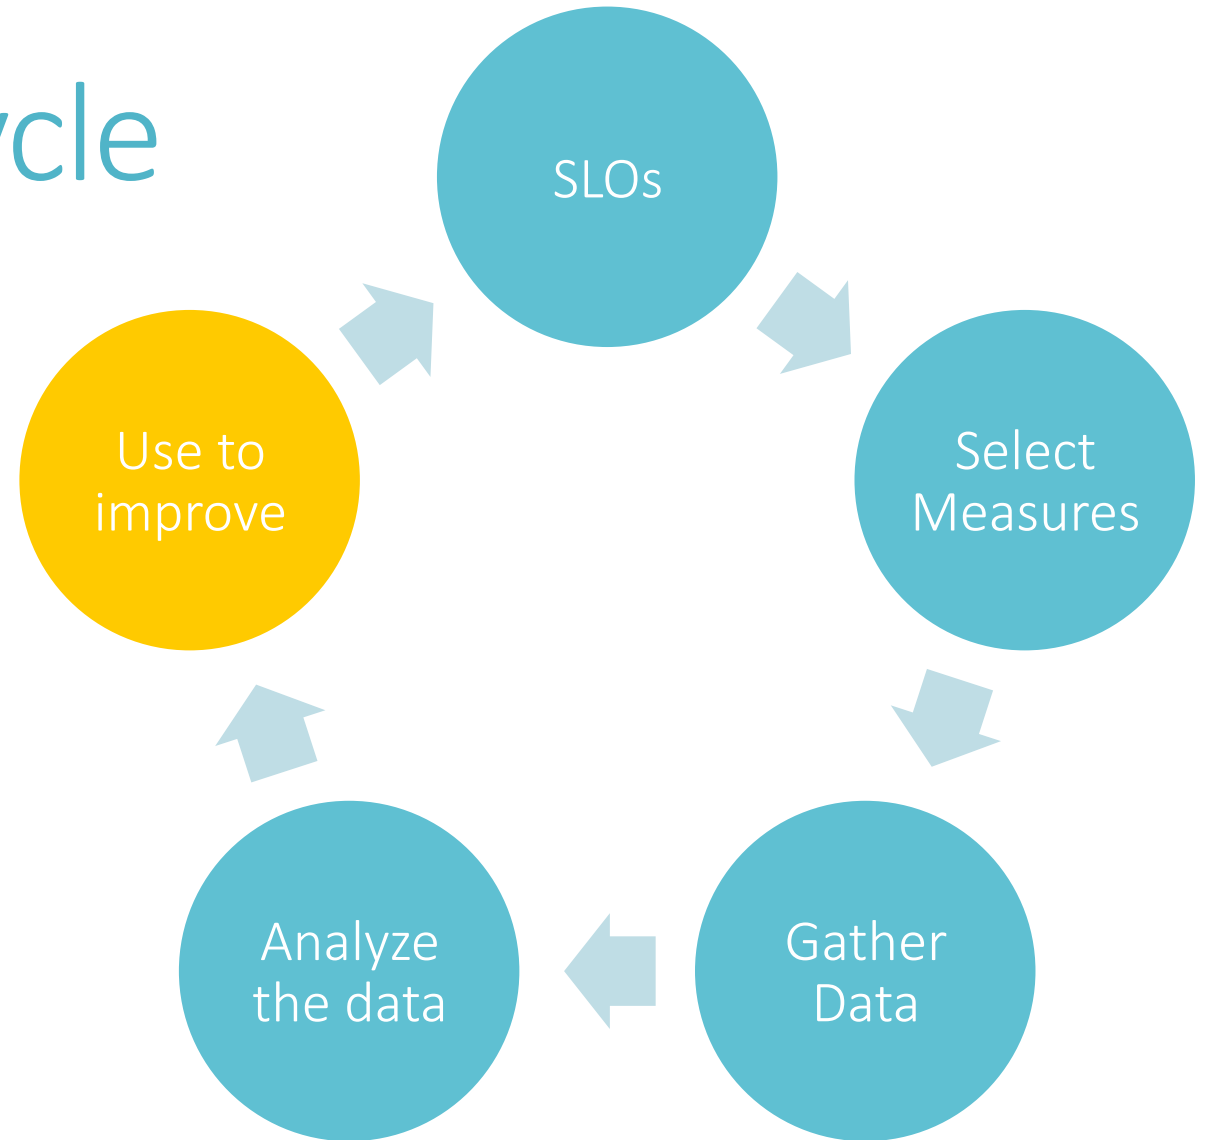 ycle
SLOs
Select
Measures
Gather
Data
Analyze
the data
Use to
improve